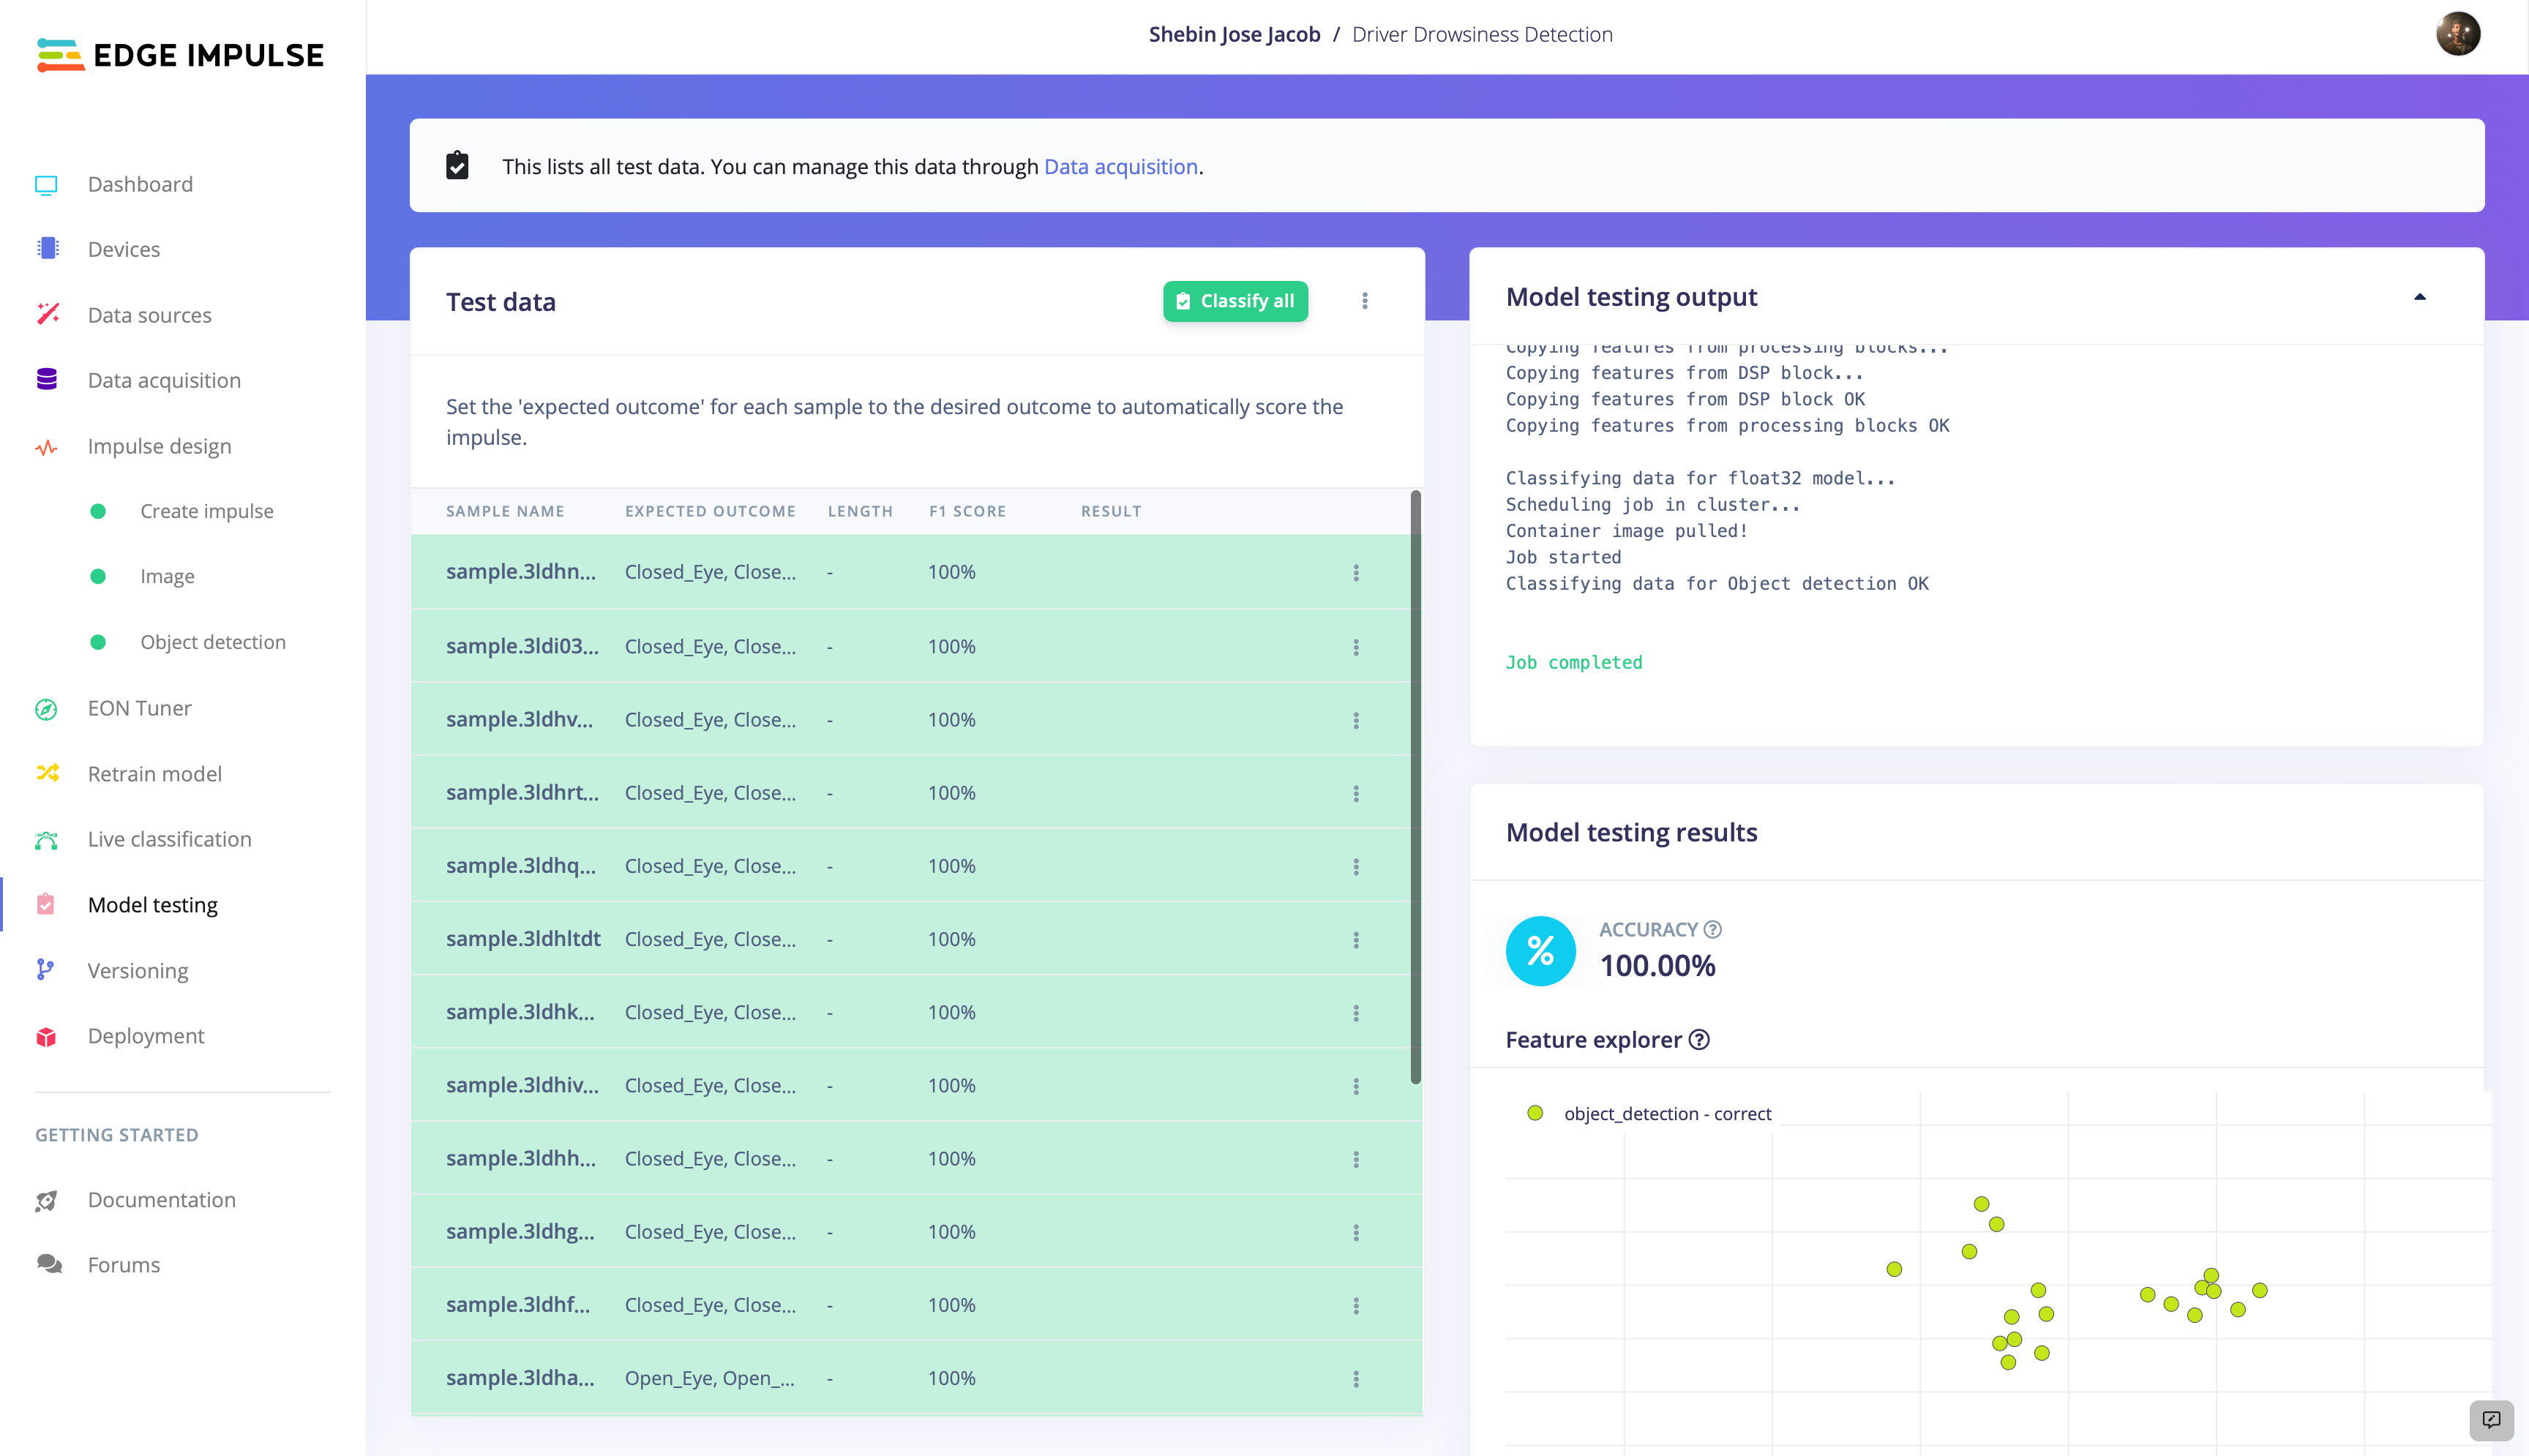 EDGE IMPULSE
Shebin Jose Jacob / Driver Drowsiness Detection
Dashboard
Devices
Data sources
Data acquisition
Impulse design
Create impulse
Image
Object detection
EON Tuner
Retrain model
Live classification
Model testing
Versioning
Deployment
GETTING STARTED
Documentation
Forums
This lists all test data. You can manage this data through Data acquisition.
Test data
Classify all
Set the 'expected outcome' for each sample to the desired outcome to automatically score the
impulse.
SAMPLE NAME EXPECTED OUTCOME LENGTH F1 SCORE RESULT
sample.3ldhn... Closed_Eye, Close... - 100%
sample.3ldi03... Closed_Eye, Close... - 100%
sample.3ldhv... Closed_Eye, Close... - 100%
sample.3ldhrt... Closed_Eye, Close... - 100%
sample.3ldhq... Closed_Eye, Close... - 100%
sample.3ldhltdt Closed_Eye, Close... - 100%
sample.3ldhk... Closed_Eye, Close... - 100%
sample.3ldhiv... Closed_Eye, Close... - 100%
sample.3ldhh... Closed_Eye, Close... - 100%
sample.3ldhg... Closed_Eye, Close... - 100%
sample.3ldhf... Closed_Eye, Close... - 100%
sample.3ldha... Open_Eye, Open_... - 100%
Model testing output
Copying features from processing blocks...
Copying features from DSP block...
Copying features from DSP block OK
Copying features from processing blocks OK
Classifying data for float32 model...
Scheduling job in cluster...
Container image pulled!
Job started
Classifying data for Object detection OK
Job completed
Model testing results
%
ACCURACY ?
100.00%
Feature explorer ?
object_detection - correct